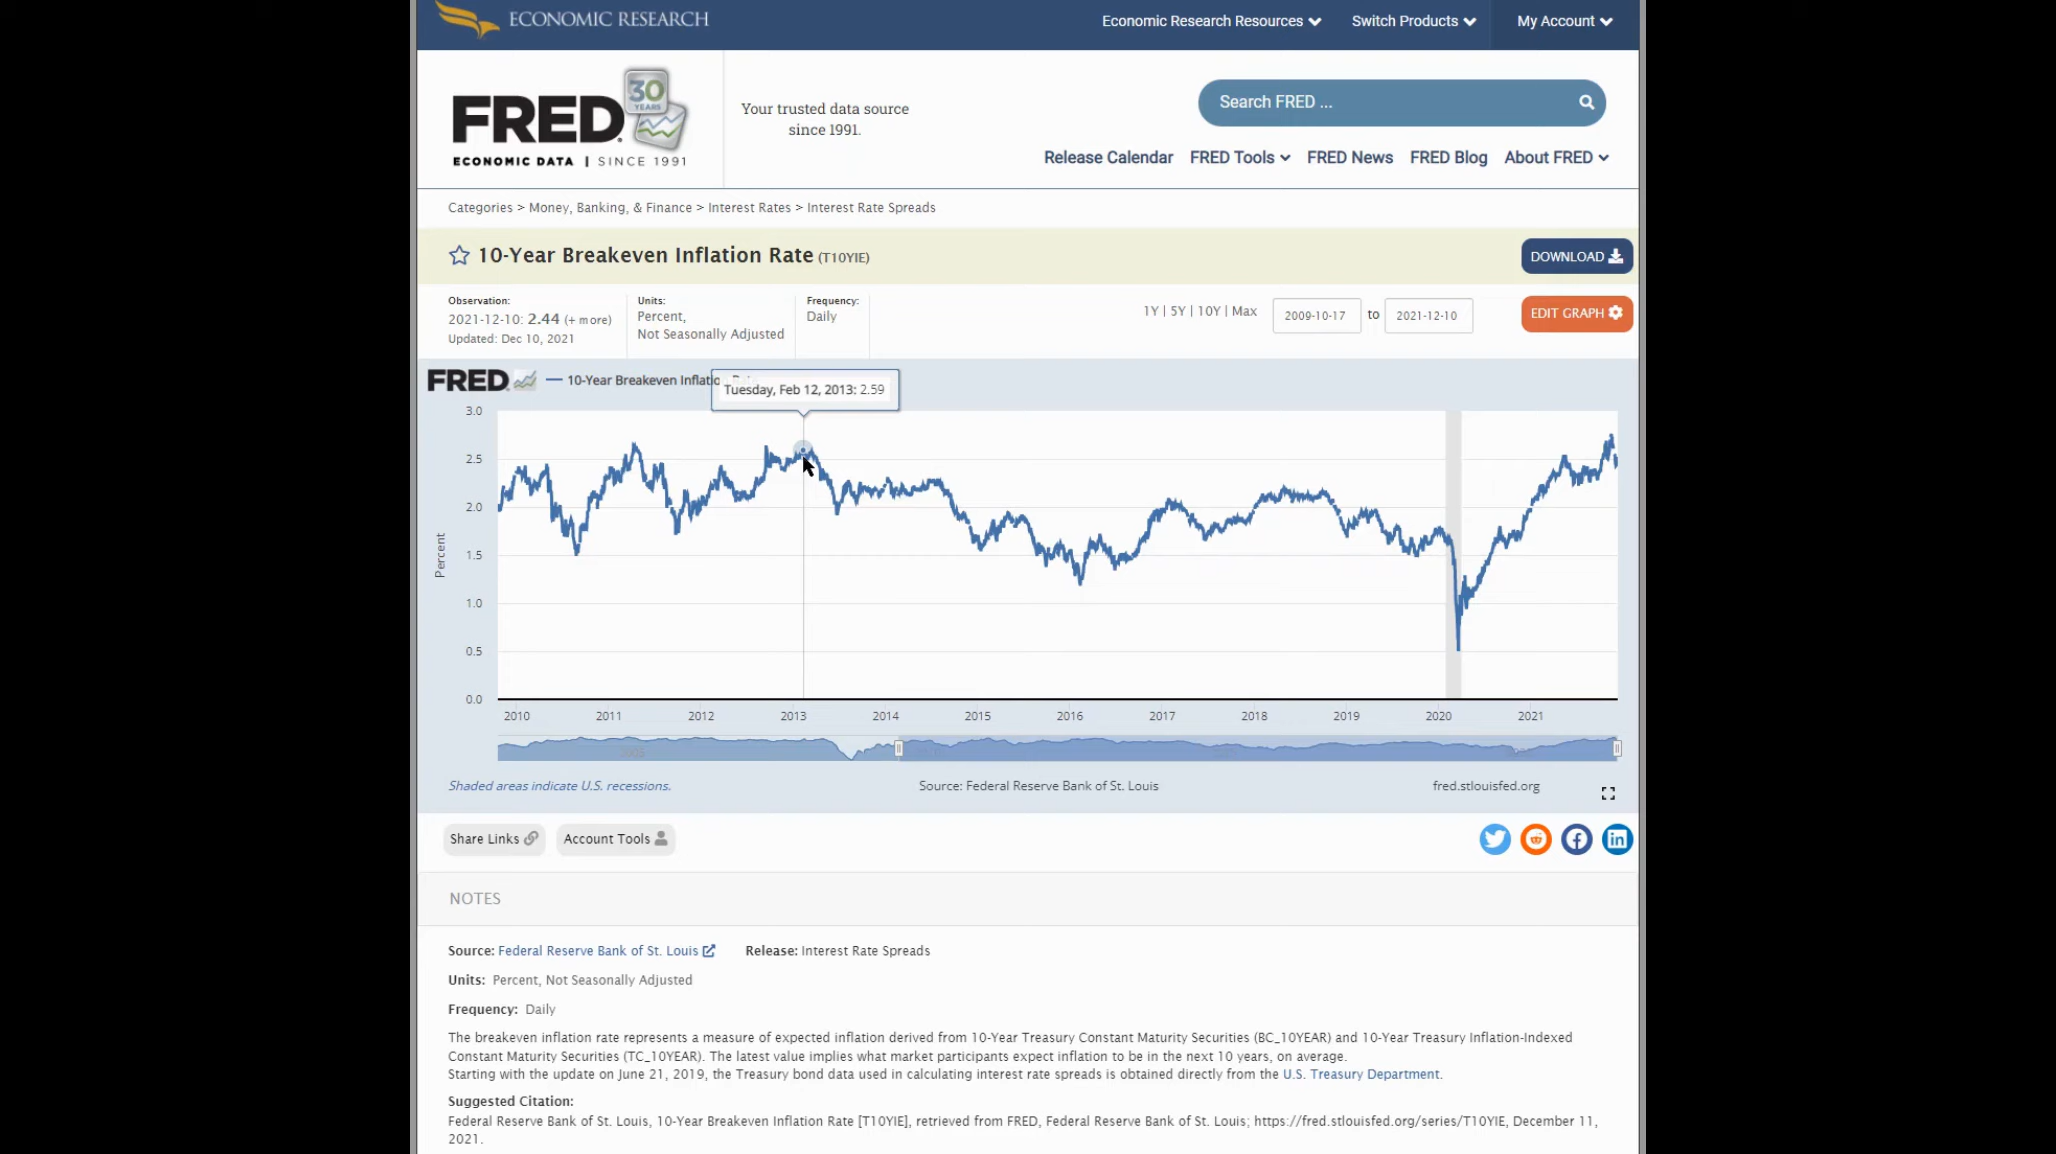 ECONOMIC RESEARCH
Economic Research Resources
Switch Products
My Account
FRED
30
YEARS
ECONOMIC DATA | SINCE 1991
Your trusted data source
since 1991.
Search FRED ...
Release Calendar
FRED Tools
FRED News
FRED Blog
About FRED
Categories > Money, Banking, & Finance > Interest Rates > Interest Rate Spreads
10-Year Breakeven Inflation Rate (T10YIE)
DOWNLOAD
Observation:
2021-12-10: 2.44 (+ more)
Updated: Dec 10, 2021
Units:
Percent,
Not Seasonally Adjusted
Frequency:
Daily
1Y | 5Y | 10Y | Max
2009-10-17
to
2021-12-10
EDIT GRAPH
FRED
10-Year Breakeven Inflatio
Tuesday, Feb 12, 2013: 2.59
3.0
2.5
2.0
1.5
1.0
0.5
0.0
Percent
2010
2011
2012
2013
2014
2015
2016
2017
2018
2019
2020
2021
Shaded areas indicate U.S. recessions.
Source: Federal Reserve Bank of St. Louis
fred.stlouisfed.org
Share Links
Account Tools
NOTES
Source: Federal Reserve Bank of St. Louis
Release: Interest Rate Spreads
Units: Percent, Not Seasonally Adjusted
Frequency: Daily
The breakeven inflation rate represents a measure of expected inflation derived from 10-Year Treasury Constant Maturity Securities (BC_10YEAR) and 10-Year Treasury Inflation-Indexed
Constant Maturity Securities (TC_10YEAR). The latest value implies what market participants expect inflation to be in the next 10 years, on average.
Starting with the update on June 21, 2019, the Treasury bond data used in calculating interest rate spreads is obtained directly from the U.S. Treasury Department.
Suggested Citation:
Federal Reserve Bank of St. Louis, 10-Year Breakeven Inflation Rate [T10YIE], retrieved from FRED, Federal Reserve Bank of St. Louis; https://fred.stlouisfed.org/series/T10YIE, December 11,
2021.